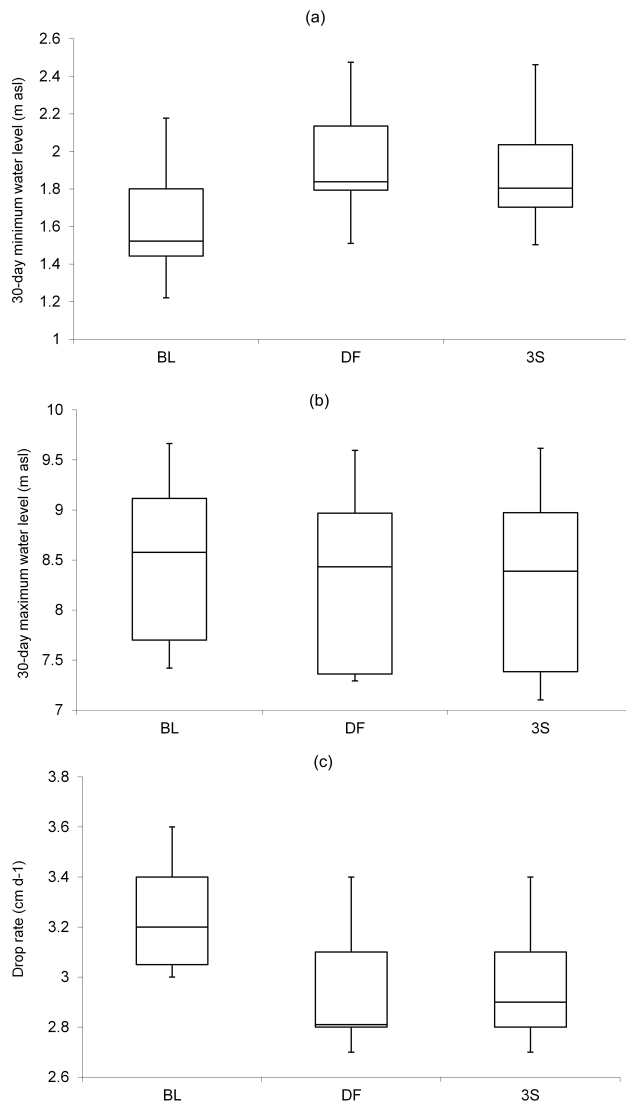 (a)
30-day minimum water level (m asl)
2.6
2.4
2.2
2
1.8
1.6
1.4
1.2
1
BL DF 3S
(b)
30-day maximum water level (m asl)
10
9.5
9
8.5
8
7.5
7
BL DF 3S
(c)
Drop rate (cm d-1)
3.8
3.6
3.4
3.2
3
2.8
2.6
BL DF 3S